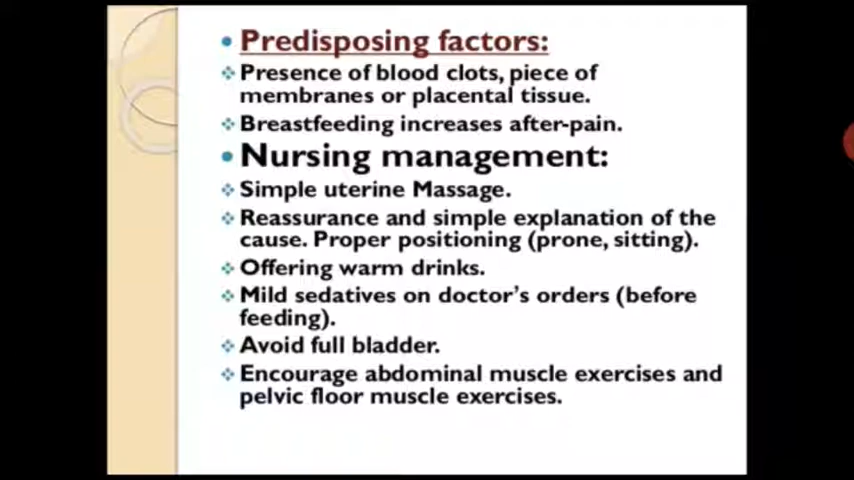 Predisposing factors:
Presence of blood clots, piece of
membranes or placental tissue.
Breastfeeding increases after-pain.
Nursing management:
Simple uterine Massage.
Reassurance and simple explanation of the
cause. Proper positioning (prone, sitting).
Offering warm drinks.
Mild sedatives on doctor's orders (before
feeding).
Avoid full bladder.
Encourage abdominal muscle exercises and
pelvic floor muscle exercises.